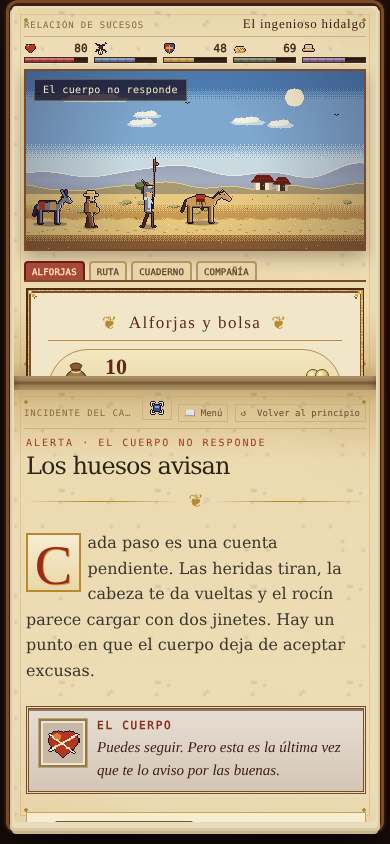 RELACIÓN DE SUCESOS
El ingenioso hidalgo
80 48 69
El cuerpo no responde
ALFORJAS RUTA CUADERNO COMPAÑÍA
Alforjas y bolsa
10
INCIDENTE DEL CA… Menú ↺ Volver al principio
ALERTA · EL CUERPO NO RESPONDE
Los huesos avisan
Cada paso es una cuenta
pendiente. Las heridas tiran, la
cabeza te da vueltas y el rocín
parece cargar con dos jinetes. Hay un
punto en que el cuerpo deja de aceptar
excusas.
EL CUERPO
Puedes seguir. Pero esta es la última vez
que te lo aviso por las buenas.